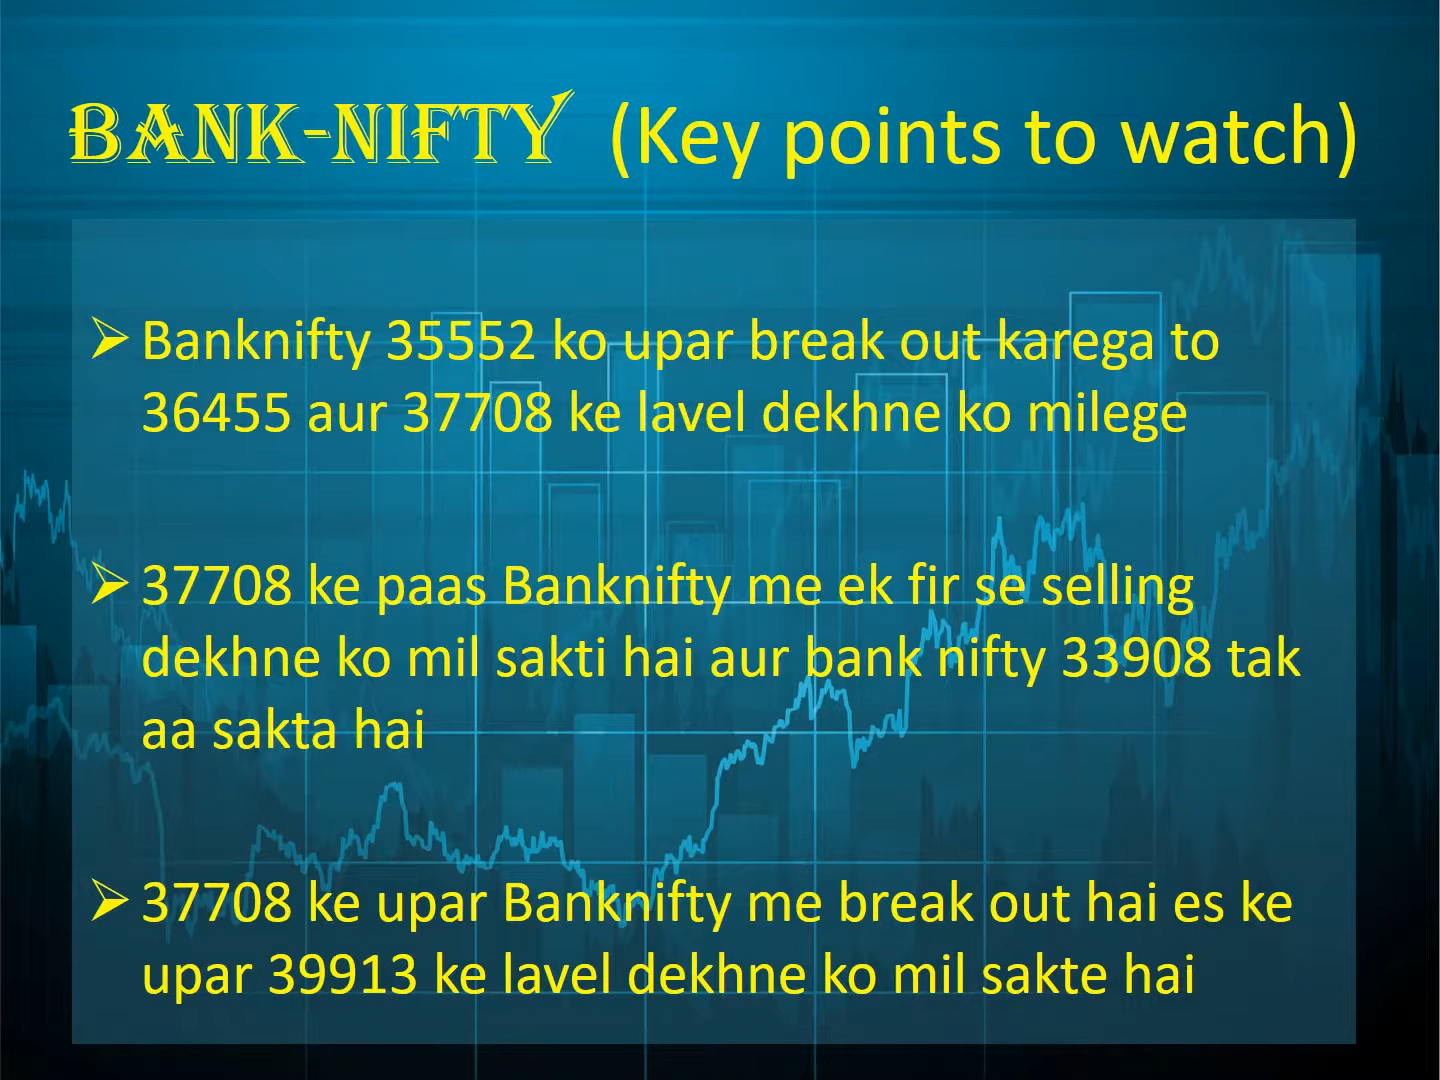 BANK-NIFTY (Key points to watch)
➢ Banknifty 35552 ko upar break out karega to
36455 aur 37708 ke lavel dekhne ko milege
➢ 37708 ke paas Banknifty me ek fir se selling
dekhne ko mil sakti hai aur bank nifty 33908 tak
aa sakta hai
➢ 37708 ke upar Banknifty me break out hai es ke
upar 39913 ke lavel dekhne ko mil sakte hai